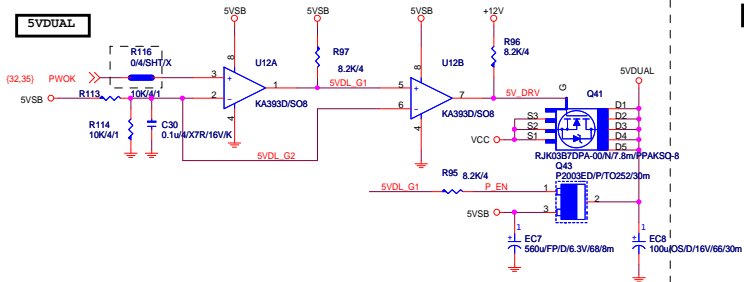 5VDUAL
5VSB
5VSB
+12V
R116
0/4/SHT/X
U12A
R97
8.2K/4
U12B
R96
8.2K/4
5VDUAL
{32,35} PWOK
8
3
+
1
5VDL_G1
8
5
+
7
5V_DRV
G
Q41
5VSB
R113
10K/4/1
2
-
KA393D/SO8
6
-
KA393D/SO8
4
4
S3
S2
S1
D1
D2
D3
D4
D5
VCC
R114
10K/4/1
C30
0.1u/4/X7R/16V/K
5VDL_G2
RJK03B7DPA-00/N/7.8m/PPAKSO-8
Q43
P2003ED/P/TO252/30m
5VDL_G1
R95
8.2K/4
P_EN
1
2
5VSB
3
1
+
EC7
560u/FP/D/6.3V/68/8m
1
+
EC8
100u/OS/D/16V/66/30m